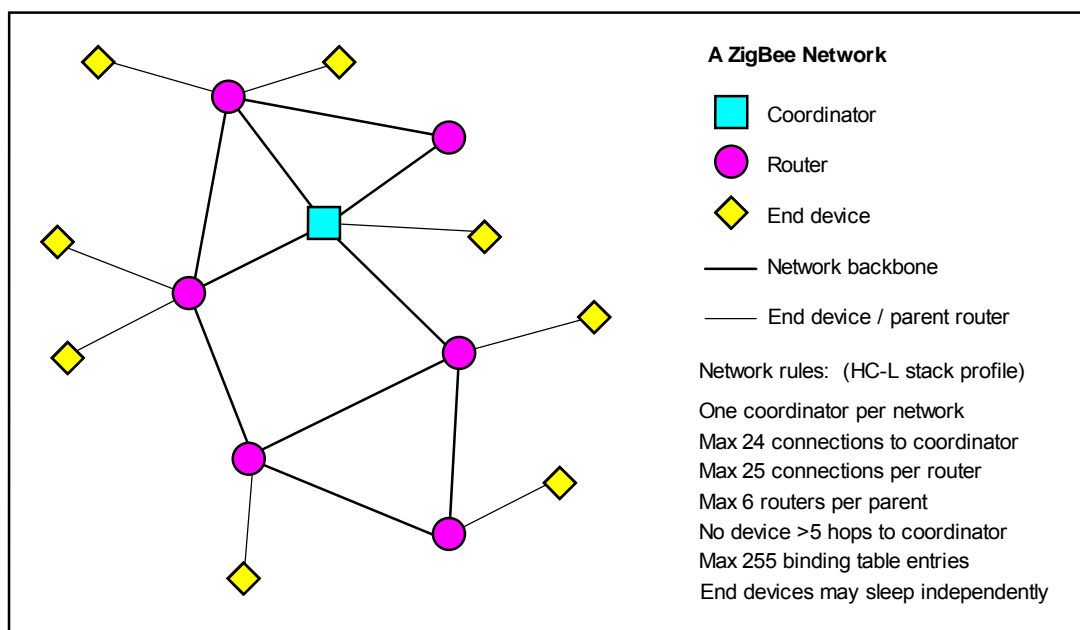 A ZigBee Network
Coordinator
Router
End device
Network backbone
End device / parent router
Network rules: (HC-L stack profile)
One coordinator per network
Max 24 connections to coordinator
Max 25 connections per router
Max 6 routers per parent
No device >5 hops to coordinator
Max 255 binding table entries
End devices may sleep independently